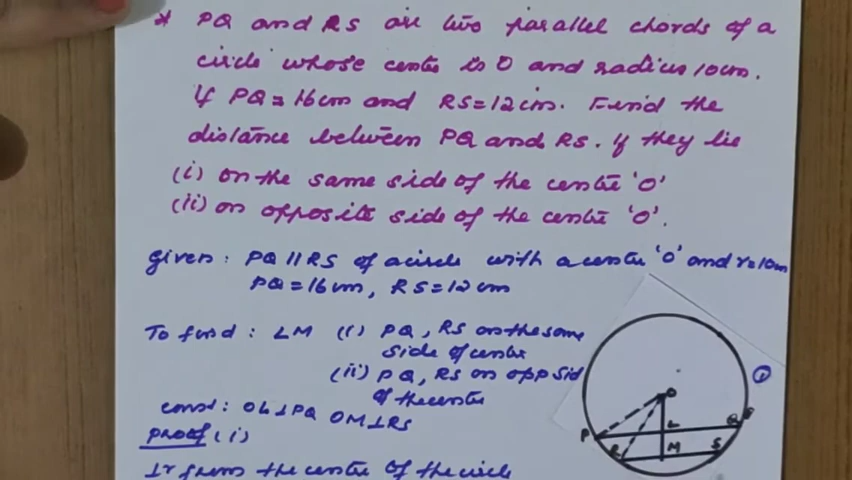 * PQ and RS are two parallel chords of a
circle whose centre is O and radius 10cm.
If PQ = 16cm and RS = 12cm. Find the
distance between PQ and RS. If they lie
(i) on the same side of the centre 'O'
(ii) on opposite side of the centre 'O'.
Given: PQ || RS of a circle with a centre 'O' and r=10cm
PQ = 16cm, RS = 12cm
To find: LM (i) PQ, RS on the same
side of centre
(ii) PQ, RS on opp sid
of the centre
const: OL⊥PQ OM⊥RS
proof (i)
⊥r from the centre of the circle
①
O
P
L
Q
R
M
S